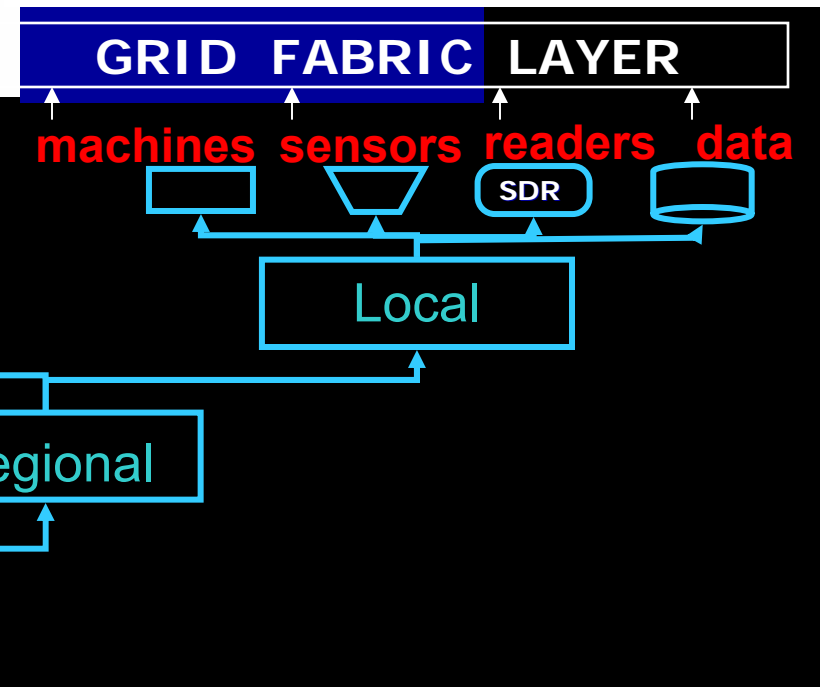 GRID FABRIC LAYER
machines sensors readers data
SDR
Local
egional